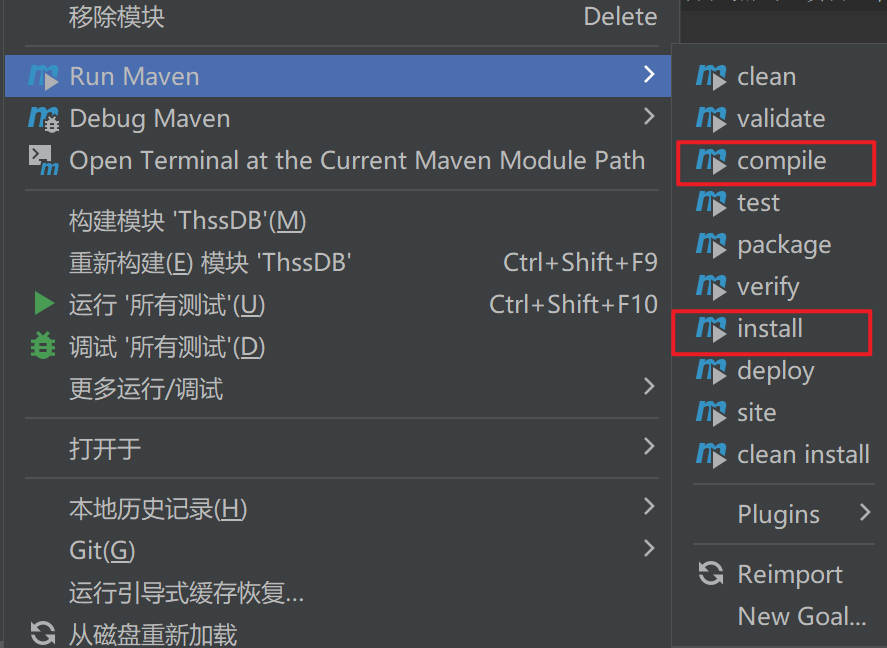 移除模块 Delete
Run Maven
Debug Maven
Open Terminal at the Current Maven Module Path
构建模块 'ThssDB'(M)
重新构建(E) 模块 'ThssDB' Ctrl+Shift+F9
运行 '所有测试'(U) Ctrl+Shift+F10
调试 '所有测试'(D)
更多运行/调试
打开于
本地历史记录(H)
Git(G)
运行引导式缓存恢复...
从磁盘重新加载
clean
validate
compile
test
package
verify
install
deploy
site
clean install
Plugins
Reimport
New Goal...